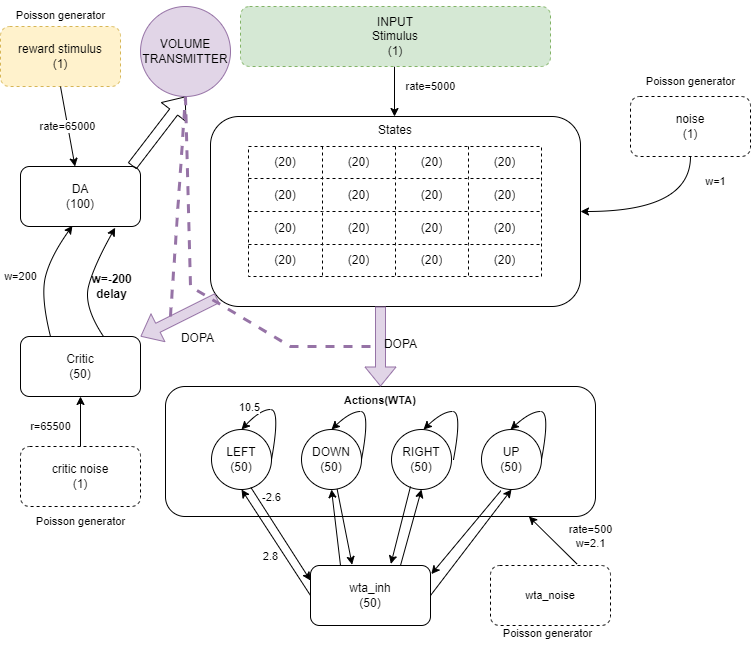 Poisson generator
reward stimulus
(1)
VOLUME
TRANSMITTER
INPUT
Stimulus
(1)
rate=5000
rate=65000
Poisson generator
noise
(1)
w=1
States
(20) (20) (20) (20)
(20) (20) (20) (20)
(20) (20) (20) (20)
(20) (20) (20) (20)
DA
(100)
w=200
w=-200
delay
DOPA
DOPA
Critic
(50)
r=65500
critic noise
(1)
Poisson generator
Actions(WTA)
10.5
LEFT
(50)
DOWN
(50)
RIGHT
(50)
UP
(50)
-2.6
2.8
wta_inh
(50)
rate=500
w=2.1
wta_noise
Poisson generator